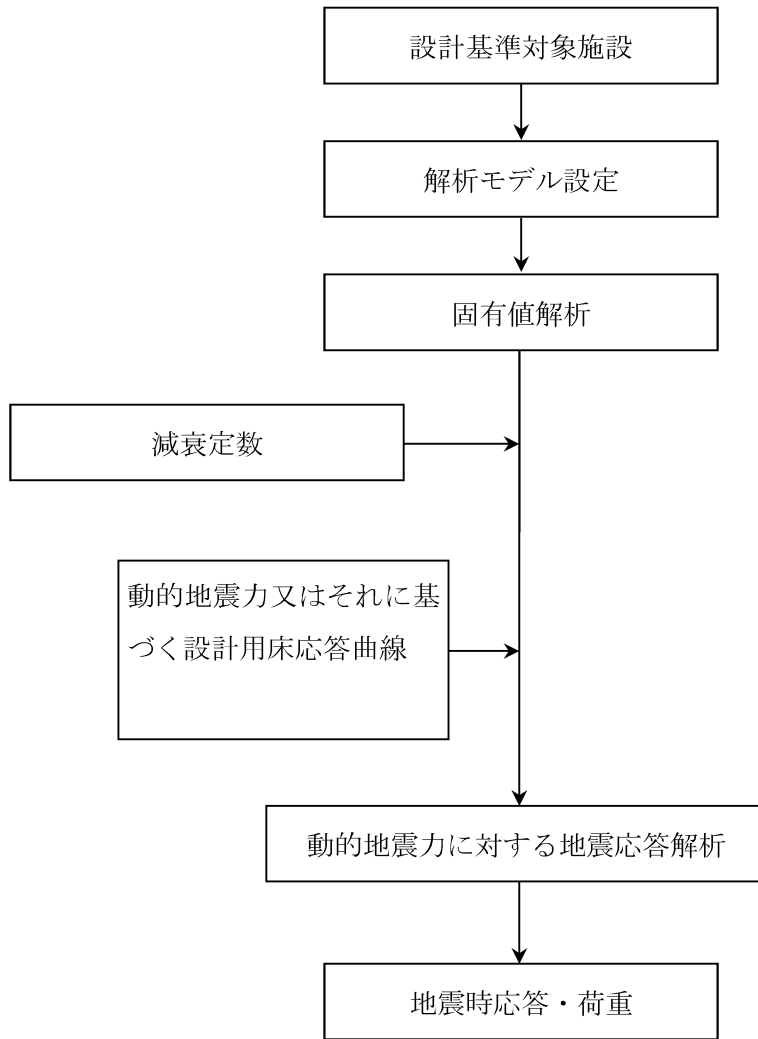 設計基準対象施設
解析モデル設定
固有値解析
減衰定数
動的地震力又はそれに基
づく設計用床応答曲線
動的地震力に対する地震応答解析
地震時応答・荷重